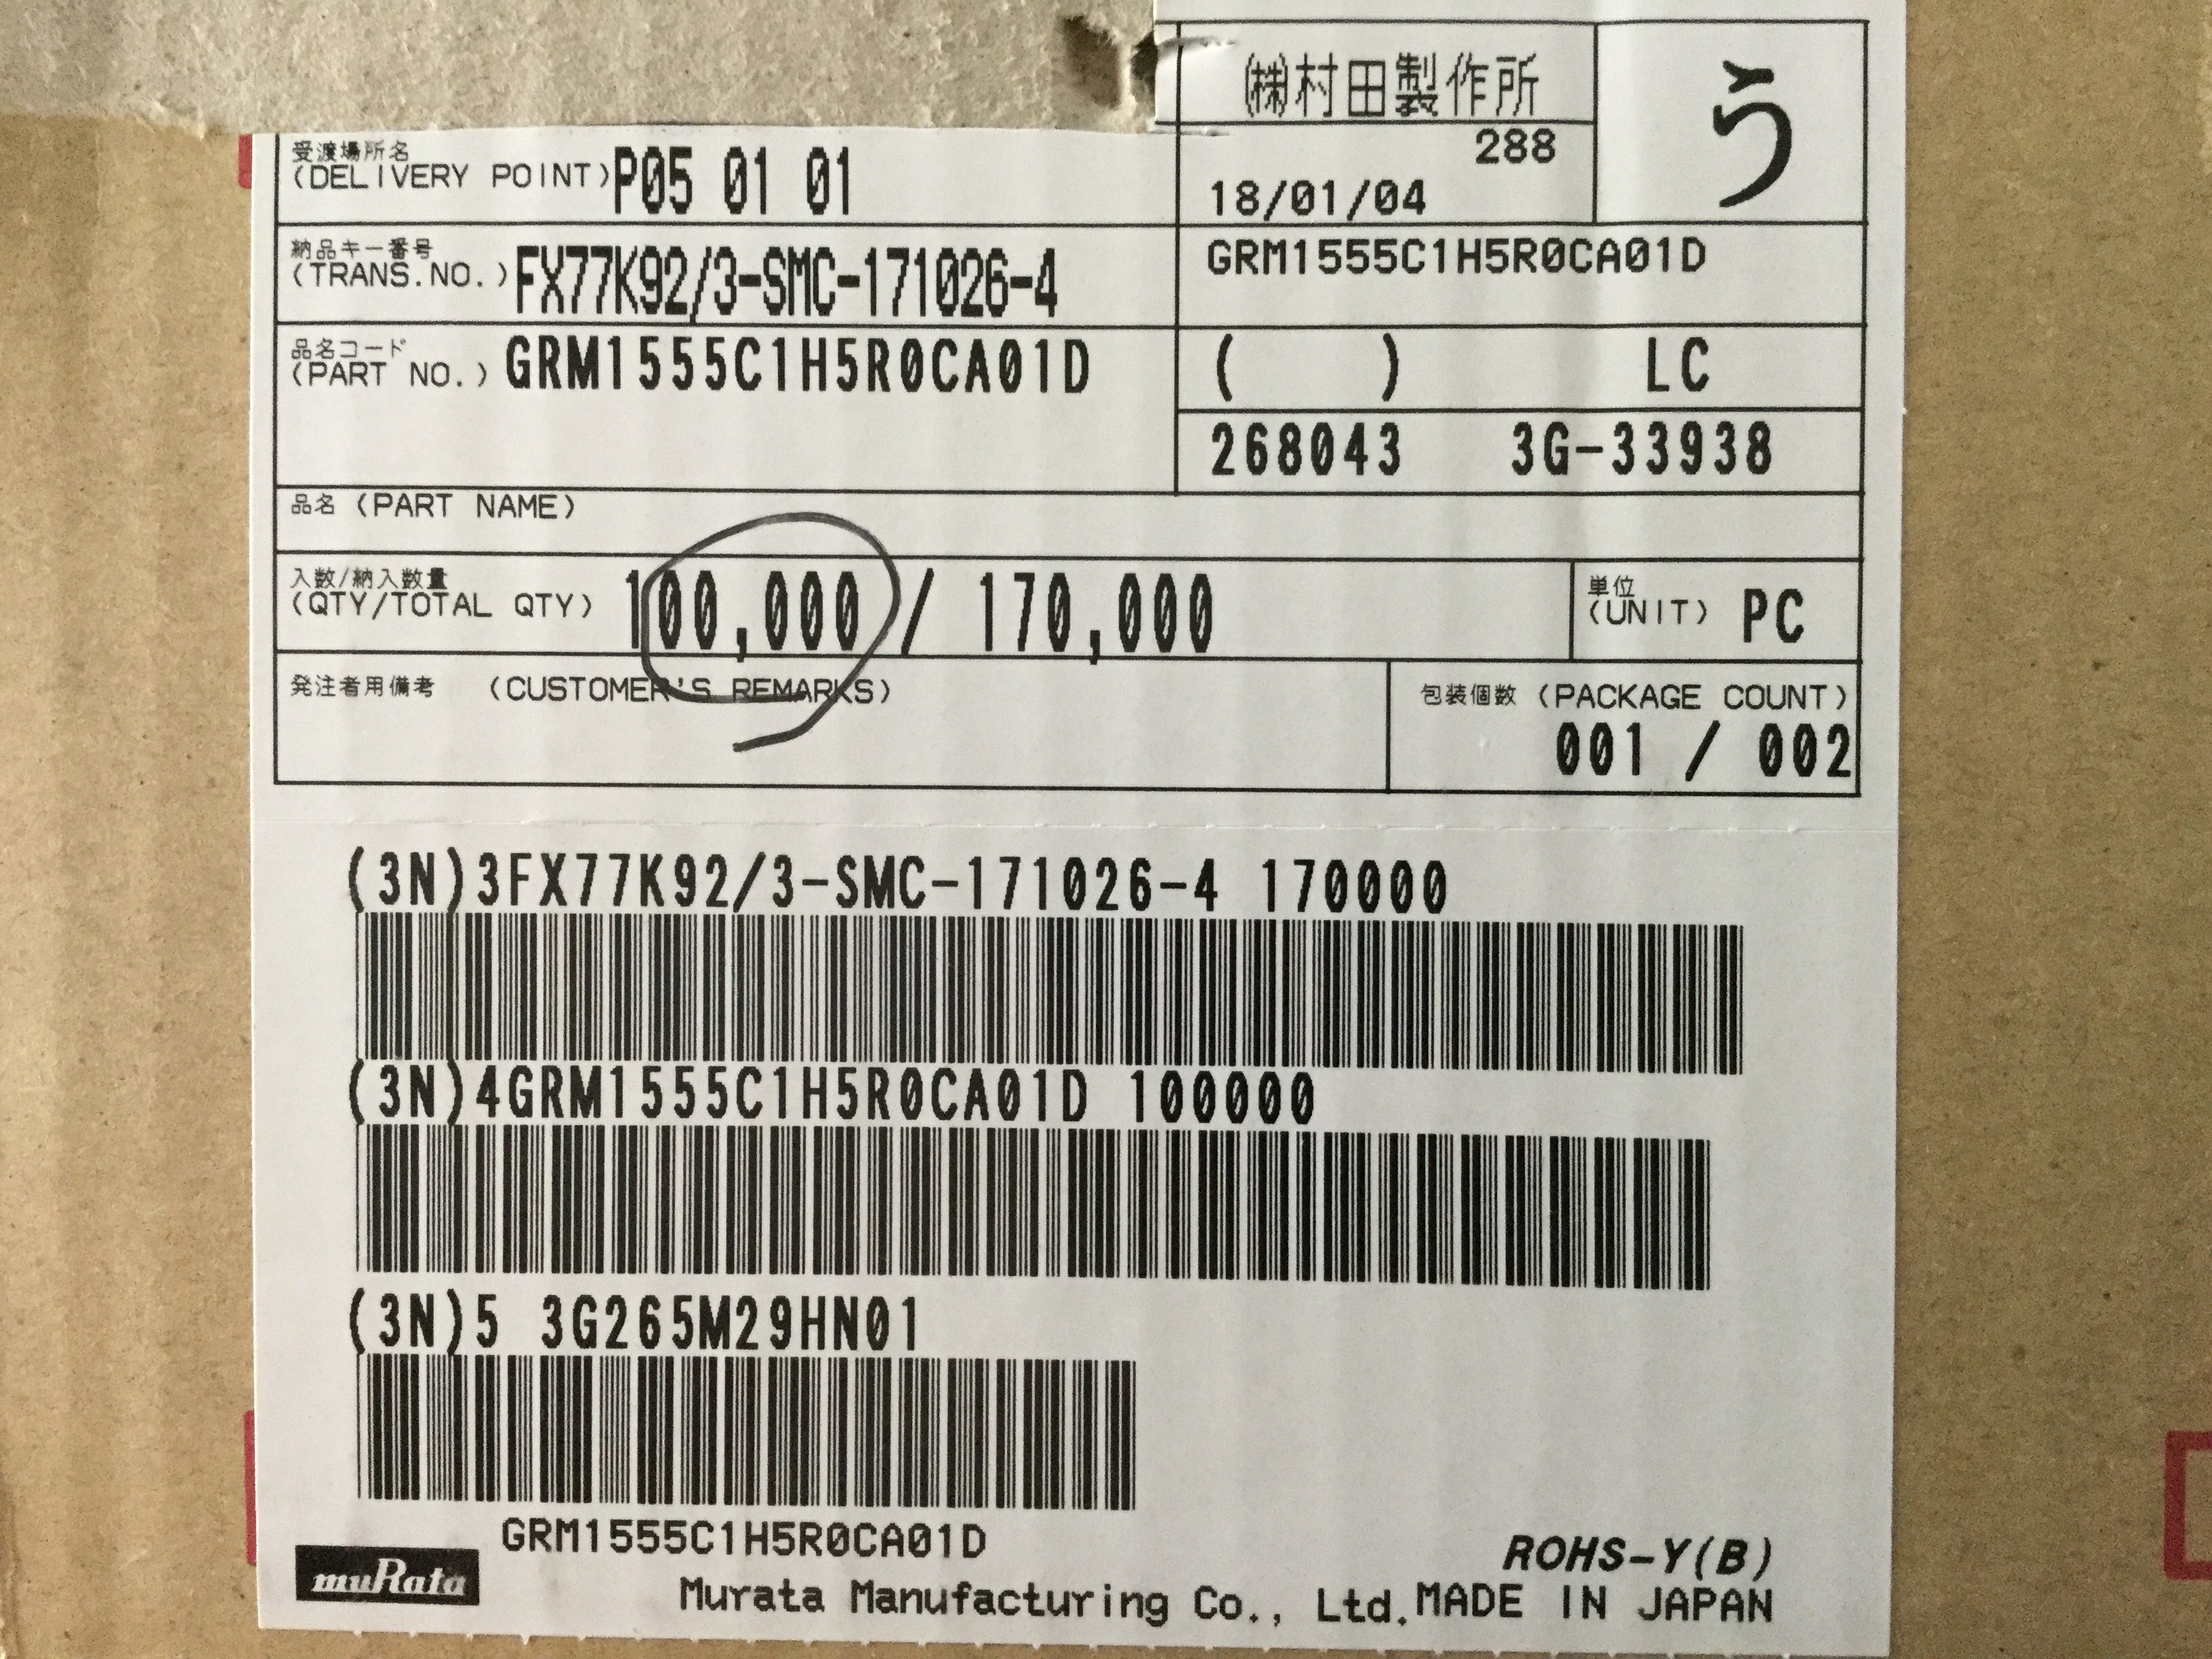 ㈱村田製作所
う
288
18/01/04
受渡場所名
(DELIVERY POINT) P05 01 01
納品キー番号
(TRANS.NO.) FX77K92/3-SMC-171026-4
GRM1555C1H5R0CA01D
品名コード
(PART NO.) GRM1555C1H5R0CA01D
( ) LC
268043 3G-33938
品名 (PART NAME)
入数/納入数量
(QTY/TOTAL QTY) 100,000 / 170,000
単位
(UNIT) PC
発注者用備考 (CUSTOMER'S REMARKS)
包装個数 (PACKAGE COUNT)
001 / 002
(3N)3FX77K92/3-SMC-171026-4 170000
(3N)4GRM1555C1H5R0CA01D 100000
(3N)5 3G265M29HN01
GRM1555C1H5R0CA01D
muRata
ROHS-Y(B)
Murata Manufacturing Co., Ltd. MADE IN JAPAN